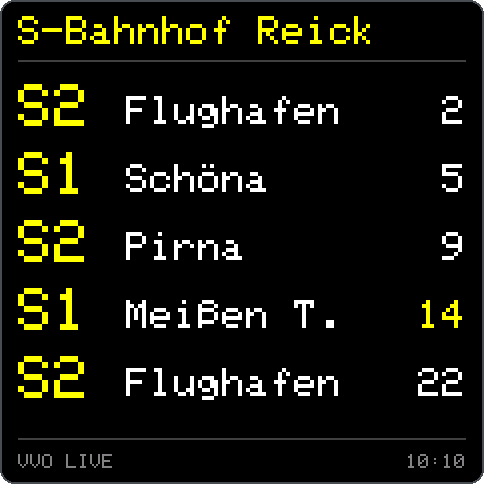 S-Bahnhof Reick
S2 Flughafen 2
S1 Schöna 5
S2 Pirna 9
S1 Meißen T. 14
S2 Flughafen 22
VVO LIVE 10:10